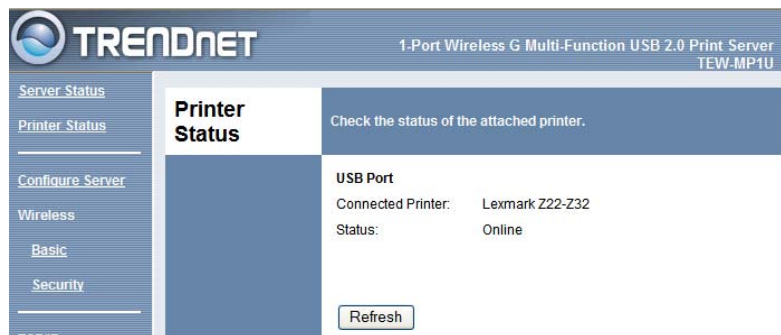 TRENDnet
1-Port Wireless G Multi-Function USB 2.0 Print Server
TEW-MP1U
Server Status
Printer Status
Configure Server
Wireless
Basic
Security
Printer
Status
Check the status of the attached printer.
USB Port
Connected Printer: Lexmark Z22-Z32
Status: Online
Refresh